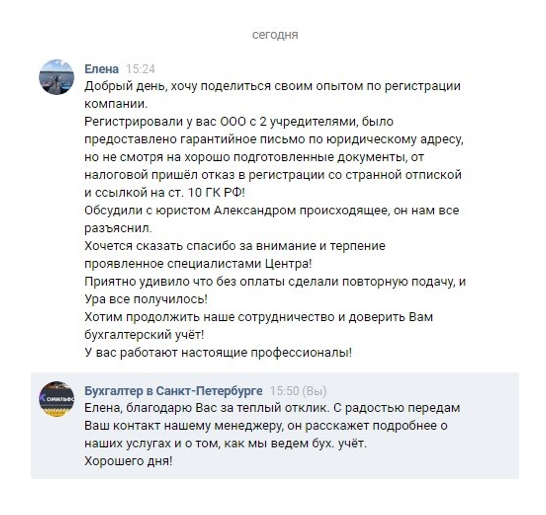 сегодня
Елена 15:24
Добрый день, хочу поделиться своим опытом по регистрации
компании.
Регистрировали у вас ООО с 2 учредителями, было
предоставлено гарантийное письмо по юридическому адресу,
но не смотря на хорошо подготовленные документы, от
налоговой пришёл отказ в регистрации со странной отпиской
и ссылкой на ст. 10 ГК РФ!
Обсудили с юристом Александром происходящее, он нам все
разъяснил.
Хочется сказать спасибо за внимание и терпение
проявленное специалистами Центра!
Приятно удивило что без оплаты сделали повторную подачу, и
Ура все получилось!
Хотим продолжить наше сотрудничество и доверить Вам
бухгалтерский учёт!
У вас работают настоящие профессионалы!
Бухгалтер в Санкт-Петербурге 15:50 (Вы)
Елена, благодарю Вас за теплый отклик. С радостью передам
Ваш контакт нашему менеджеру, он расскажет подробнее о
наших услугах и о том, как мы ведем бух. учёт.
Хорошего дня!